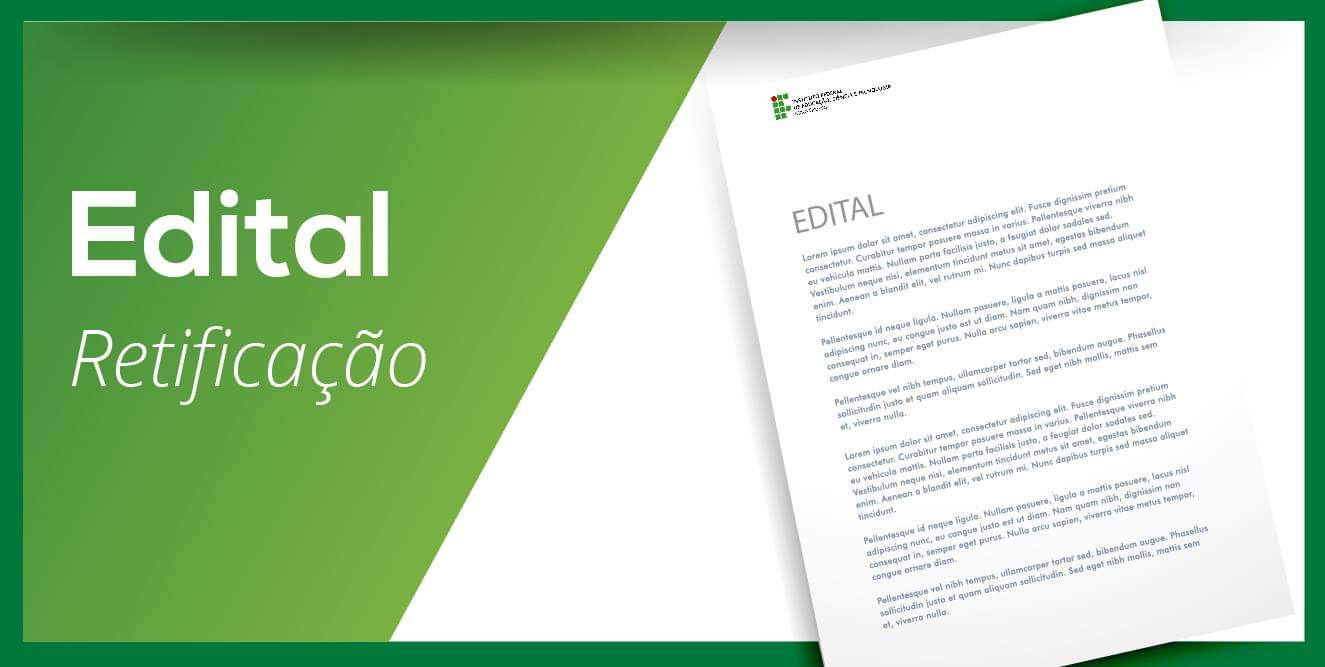 Edital
Retificação
INSTITUTO FEDERAL
DE EDUCAÇÃO, CIÊNCIA E TECNOLOGIA
EDITAL
Lorem ipsum dolor sit amet, consectetur adipiscing elit. Fusce dignissim pretium
consectetur. Curabitur tempor posuere massa in varius. Pellentesque viverra nibh
eu vehicula mattis. Nullam porta facilisis justo, a feugiat dolor sodales sed.
Vestibulum neque nisi, elementum tincidunt metus sit amet, egestas bibendum
enim. Aenean a blandit elit, vel rutrum mi. Nunc dapibus turpis sed massa aliquet
tincidunt.
Pellentesque id neque ligula. Nullam posuere, ligula a mattis posuere, lacus nisl
adipiscing nunc, eu congue justo est ut diam. Nam quam nibh, dignissim non
consequat in, semper eget purus. Nulla arcu sapien, viverra vitae metus tempor,
congue ornare diam.
Pellentesque vel nibh tempus, ullamcorper tortor sed, bibendum augue. Phasellus
sollicitudin justo et quam aliquam sollicitudin. Sed eget nibh mollis, mattis sem
et, viverra nulla.
Lorem ipsum dolor sit amet, consectetur adipiscing elit. Fusce dignissim pretium
consectetur. Curabitur tempor posuere massa in varius. Pellentesque viverra nibh
eu vehicula mattis. Nullam porta facilisis justo, a feugiat dolor sodales sed.
Vestibulum neque nisi, elementum tincidunt metus sit amet, egestas bibendum
enim. Aenean a blandit elit, vel rutrum mi. Nunc dapibus turpis sed massa aliquet
tincidunt.
Pellentesque id neque ligula. Nullam posuere, ligula a mattis posuere, lacus nisl
adipiscing nunc, eu congue justo est ut diam. Nam quam nibh, dignissim non
consequat in, semper eget purus. Nulla arcu sapien, viverra vitae metus tempor,
congue ornare diam.
Pellentesque vel nibh tempus, ullamcorper tortor sed, bibendum augue. Phasellus
sollicitudin justo et quam aliquam sollicitudin. Sed eget nibh mollis, mattis sem
et, viverra nulla.